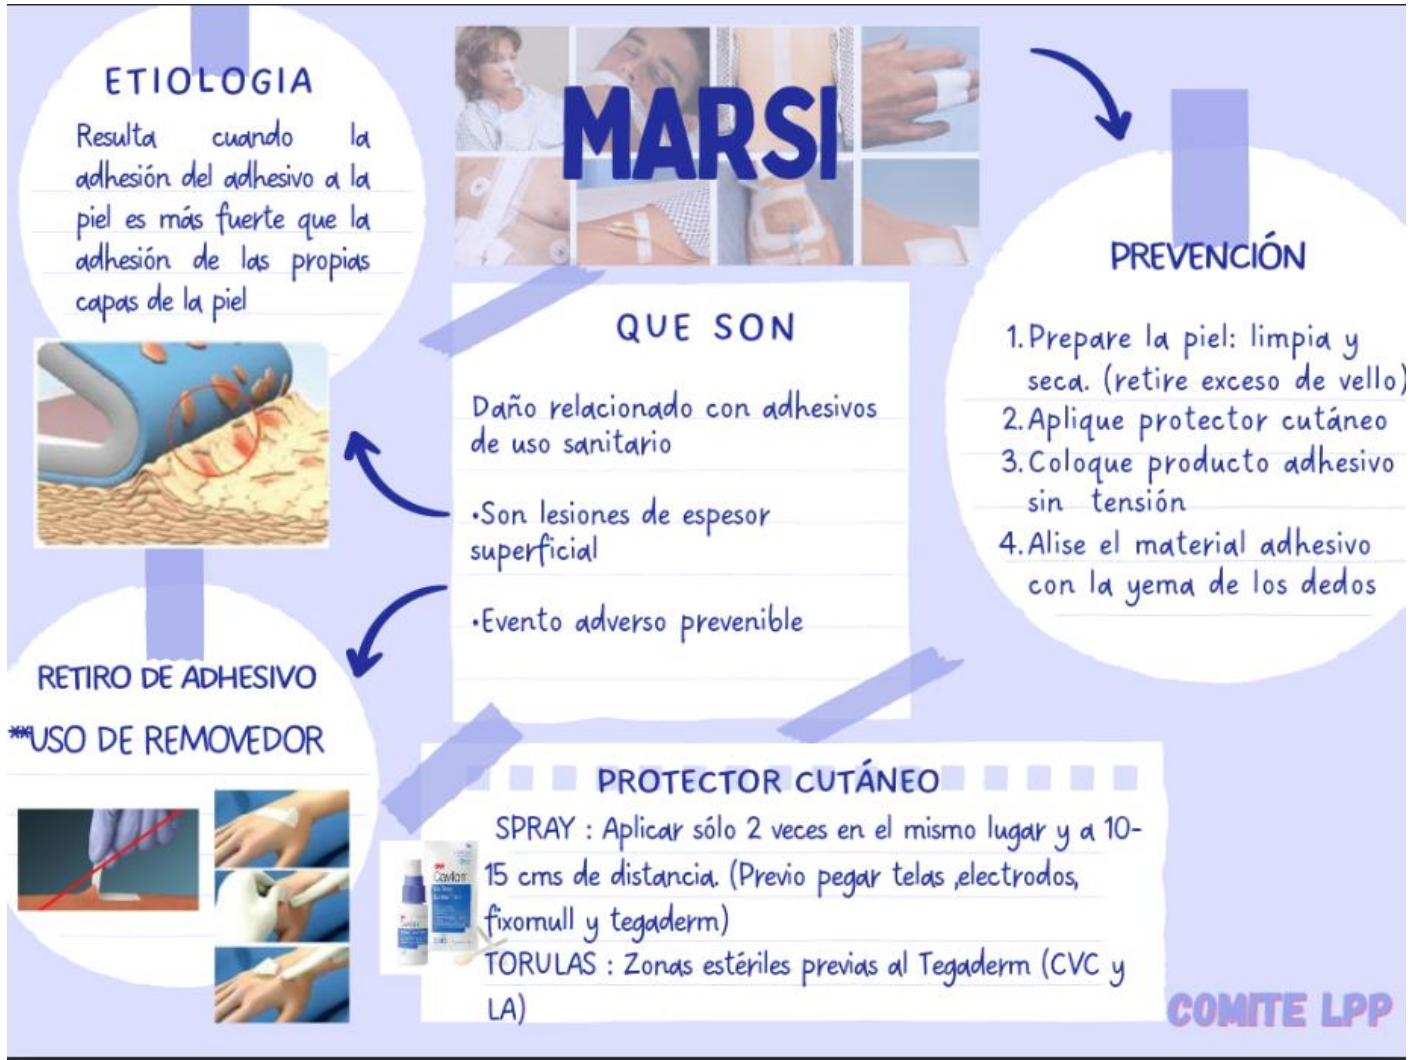 MARSI
ETIOLOGIA
Resulta cuando la
adhesión del adhesivo a la
piel es más fuerte que la
adhesión de las propias
capas de la piel
QUE SON
Daño relacionado con adhesivos
de uso sanitario
•Son lesiones de espesor
superficial
•Evento adverso prevenible
PREVENCIÓN
1. Prepare la piel: limpia y
seca. (retire exceso de vello)
2. Aplique protector cutáneo
3. Coloque producto adhesivo
sin tensión
4. Alise el material adhesivo
con la yema de los dedos
RETIRO DE ADHESIVO
**USO DE REMOVEDOR
PROTECTOR CUTÁNEO
SPRAY : Aplicar sólo 2 veces en el mismo lugar y a 10-
15 cms de distancia. (Previo pegar telas ,electrodos,
fixomull y tegaderm)
TORULAS : Zonas estériles previas al Tegaderm (CVC y
LA)
3M
Cavilon
COMITE LPP